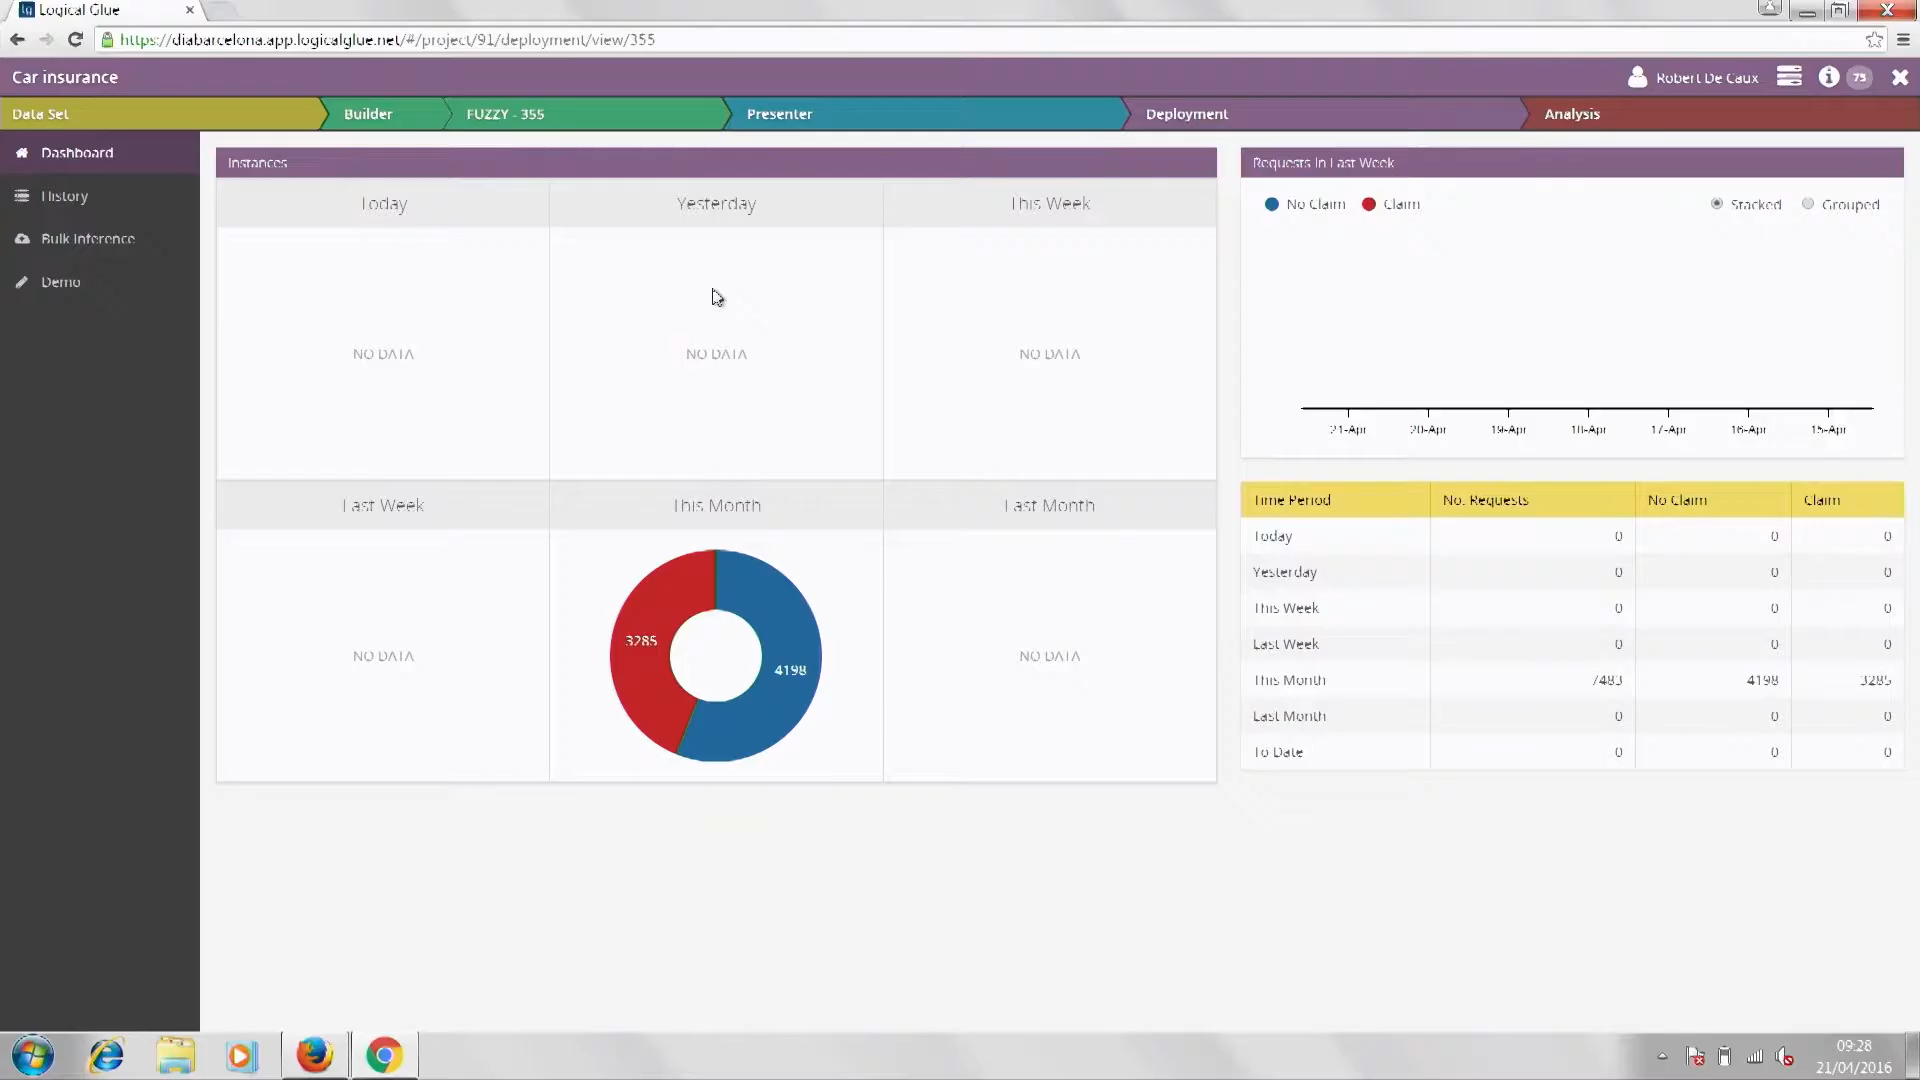 Logical Glue
https://diabarcelona.app.logicalglue.net/#/project/91/deployment/view/355
Car insurance
Robert De Caux
75
Data Set
Builder
FUZZY - 355
Presenter
Deployment
Analysis
Dashboard
History
Bulk Inference
Demo
Instances
Today Yesterday This Week
NO DATA NO DATA NO DATA
Last Week This Month Last Month
NO DATA
3285
4198
NO DATA
Requests In Last Week
No Claim Claim Stacked Grouped
21-Apr 20-Apr 19-Apr 18-Apr 17-Apr 16-Apr 15-Apr
Time Period No. Requests No Claim Claim
Today 0 0 0
Yesterday 0 0 0
This Week 0 0 0
Last Week 0 0 0
This Month 7483 4198 3285
Last Month 0 0 0
To Date 0 0 0
09:28
21/04/2016